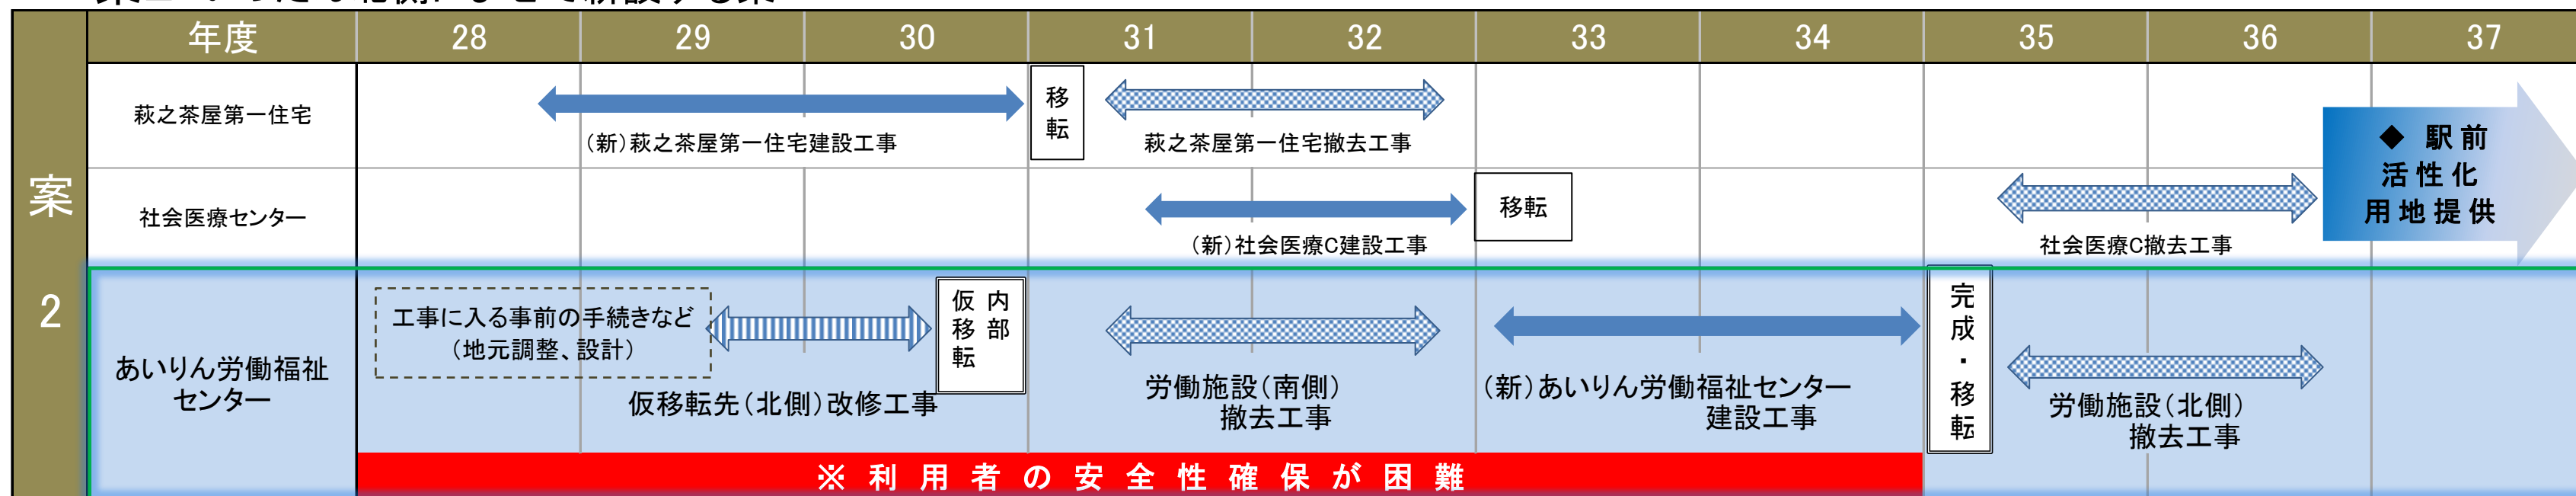 年度 28 29 30 31 32 33 34 35 36 37
案
2
萩之茶屋第一住宅
(新)萩之茶屋第一住宅建設工事
移
転
萩之茶屋第一住宅撤去工事
社会医療センター
(新)社会医療C建設工事
移転
社会医療C撤去工事
◆ 駅前
活性化
用地提供
あいりん労働福祉
センター
工事に入る事前の手続きなど
(地元調整、設計)
仮移転先(北側)改修工事
内部
仮移転
労働施設(南側)
撤去工事
(新)あいりん労働福祉センター
建設工事
完成・移転
労働施設(北側)
撤去工事
※利用者の安全性確保が困難